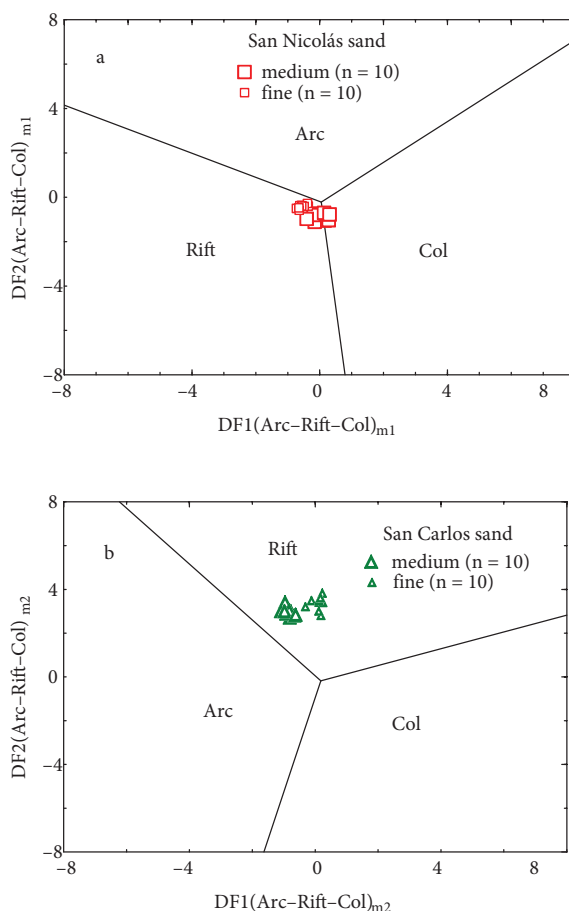 a
San Nicolás sand
medium (n = 10)
fine (n = 10)
8
4
0
−4
−8
Arc
Rift
Col
DF2(Arc–Rift–Col)m1
−8
−4
0
4
DF1(Arc–Rift–Col)m1
b
San Carlos sand
medium (n = 10)
fine (n = 10)
8
4
0
−4
−8
Rift
Arc
Col
DF2(Arc–Rift–Col)m2
−8
−4
0
4
8
DF1(Arc–Rift–Col)m2